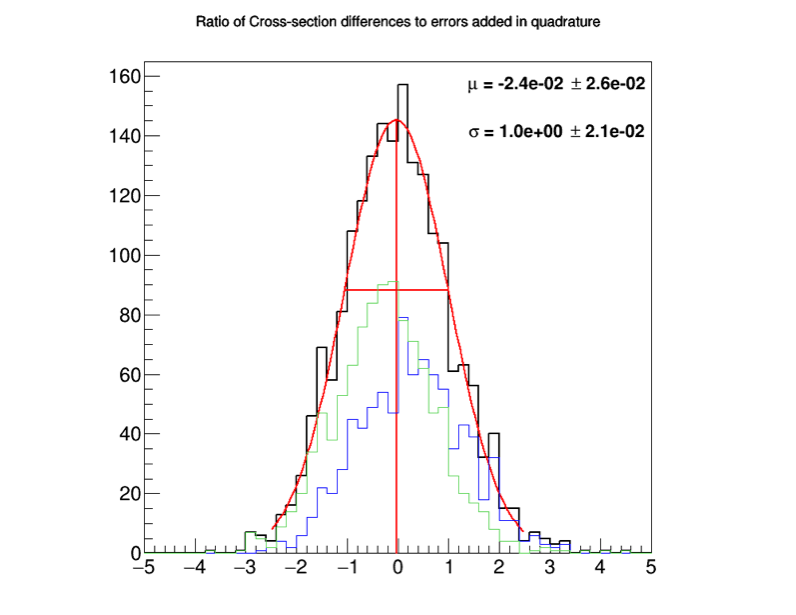 Ratio of Cross-section differences to errors added in quadrature
μ = -2.4e-02 ± 2.6e-02
σ = 1.0e+00 ± 2.1e-02
160
140
120
100
80
60
40
20
0
−5 −4 −3 −2 −1 0 1 2 3 4 5